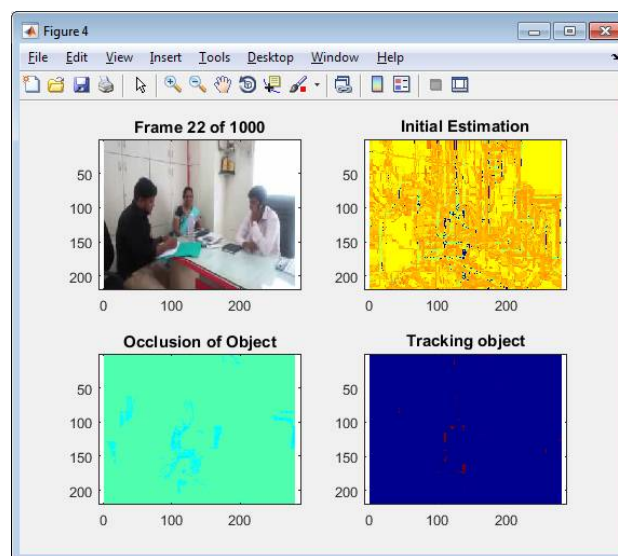 Figure 4
File Edit View Insert Tools Desktop Window Help
Frame 22 of 1000
50
100
150
200
0 100 200
Initial Estimation
50
100
150
200
0 100 200
Occlusion of Object
50
100
150
200
0 100 200
Tracking object
50
100
150
200
0 100 200